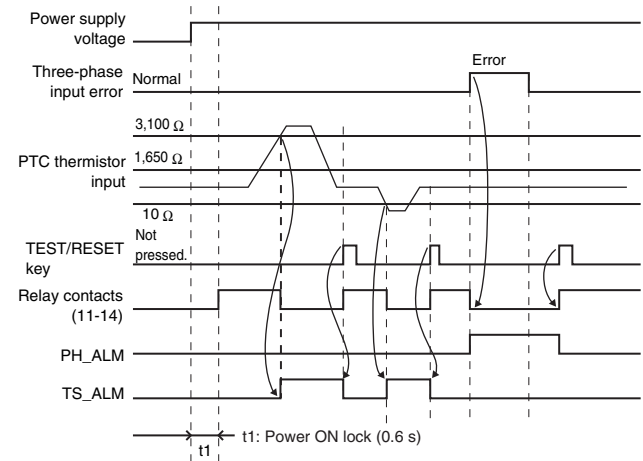 Power supply
voltage
Error
Three-phase
input error
Normal
3,100 Ω
PTC thermistor
input
1,650 Ω
10 Ω
TEST/RESET
key
Not
pressed.
Relay contacts
(11-14)
PH_ALM
TS_ALM
t1
t1: Power ON lock (0.6 s)